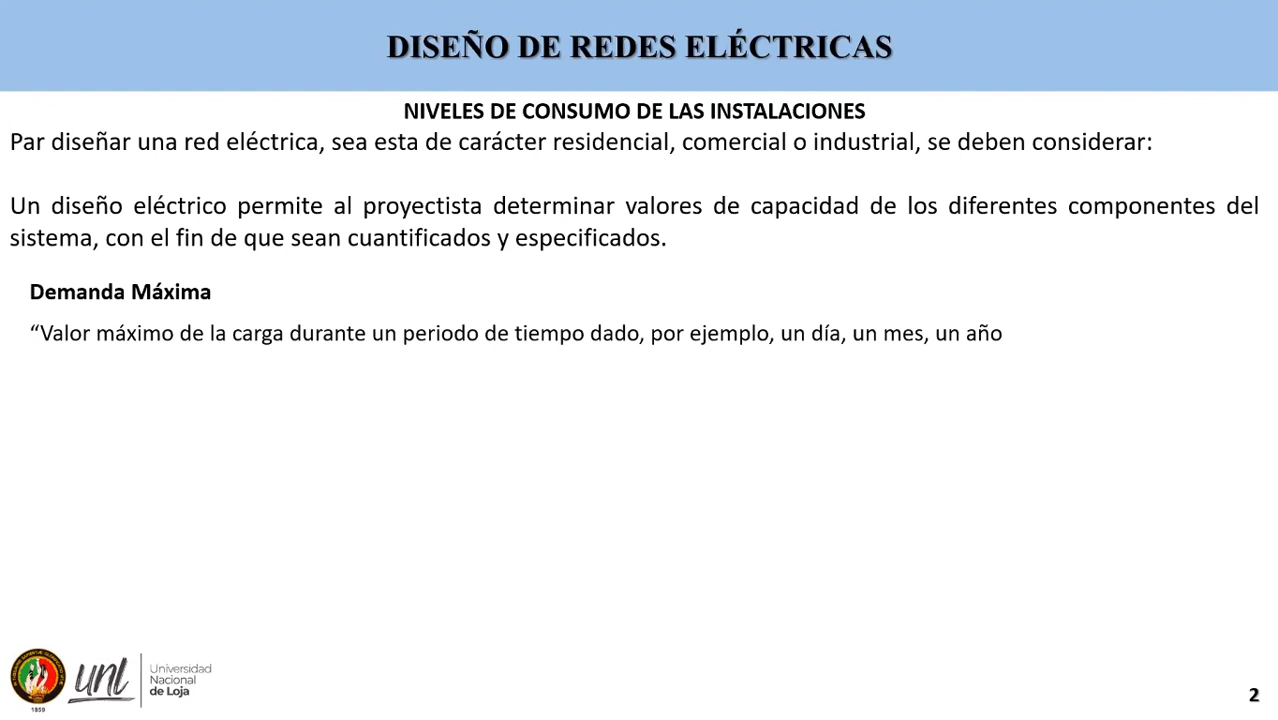 DISEÑO DE REDES ELÉCTRICAS
NIVELES DE CONSUMO DE LAS INSTALACIONES
Par diseñar una red eléctrica, sea esta de carácter residencial, comercial o industrial, se deben considerar:
Un diseño eléctrico permite al proyectista determinar valores de capacidad de los diferentes componentes del
sistema, con el fin de que sean cuantificados y especificados.
Demanda Máxima
“Valor máximo de la carga durante un periodo de tiempo dado, por ejemplo, un día, un mes, un año
1859
unl
Universidad
Nacional
de Loja
2